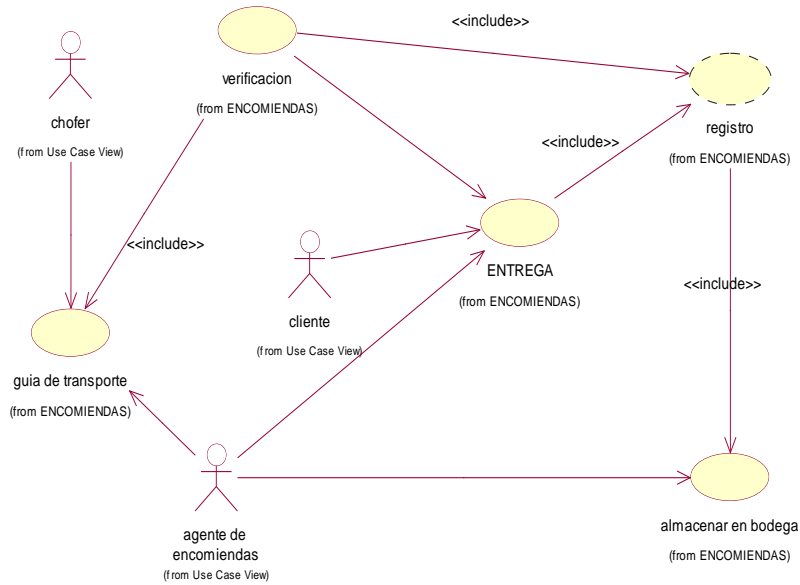 <<include>>
verificacion
(from ENCOMIENDAS)
chofer
(from Use Case View)
registro
(from ENCOMIENDAS)
<<include>>
<<include>>
ENTREGA
(from ENCOMIENDAS)
<<include>>
cliente
(from Use Case View)
guia de transporte
(from ENCOMIENDAS)
agente de
encomiendas
(from Use Case View)
almacenar en bodega
(from ENCOMIENDAS)